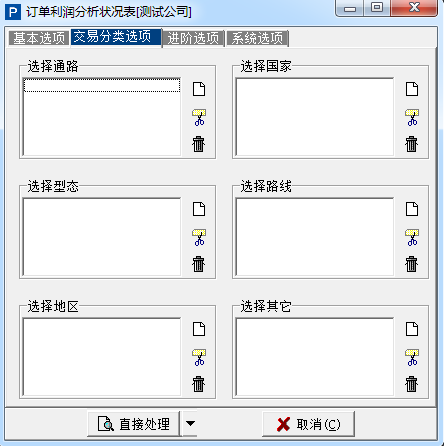 订单利润分析状况表[测试公司]
基本选项 交易分类选项 进阶选项 系统选项
选择通路 选择国家
选择型态 选择路线
选择地区 选择其它
直接处理 取消(C)